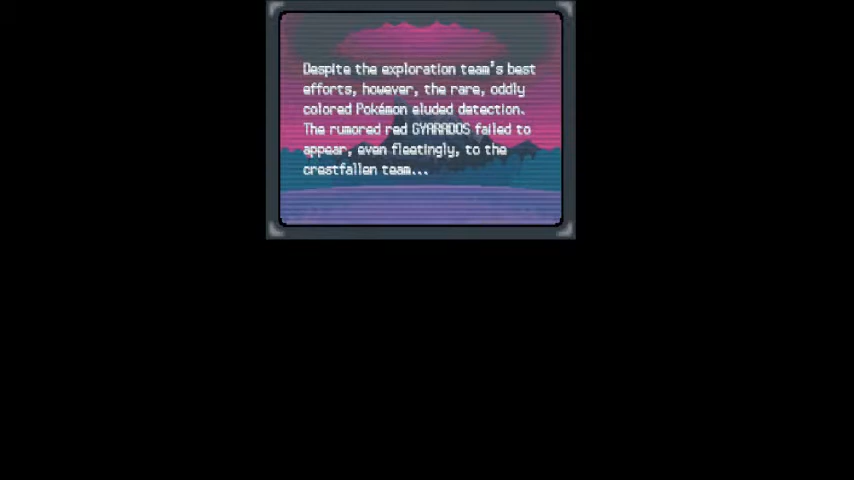 Despite the exploration team's best
efforts, however, the rare, oddly
colored Pokémon eluded detection.
The rumored red GYARADOS failed to
appear, even fleetingly, to the
crestfallen team...